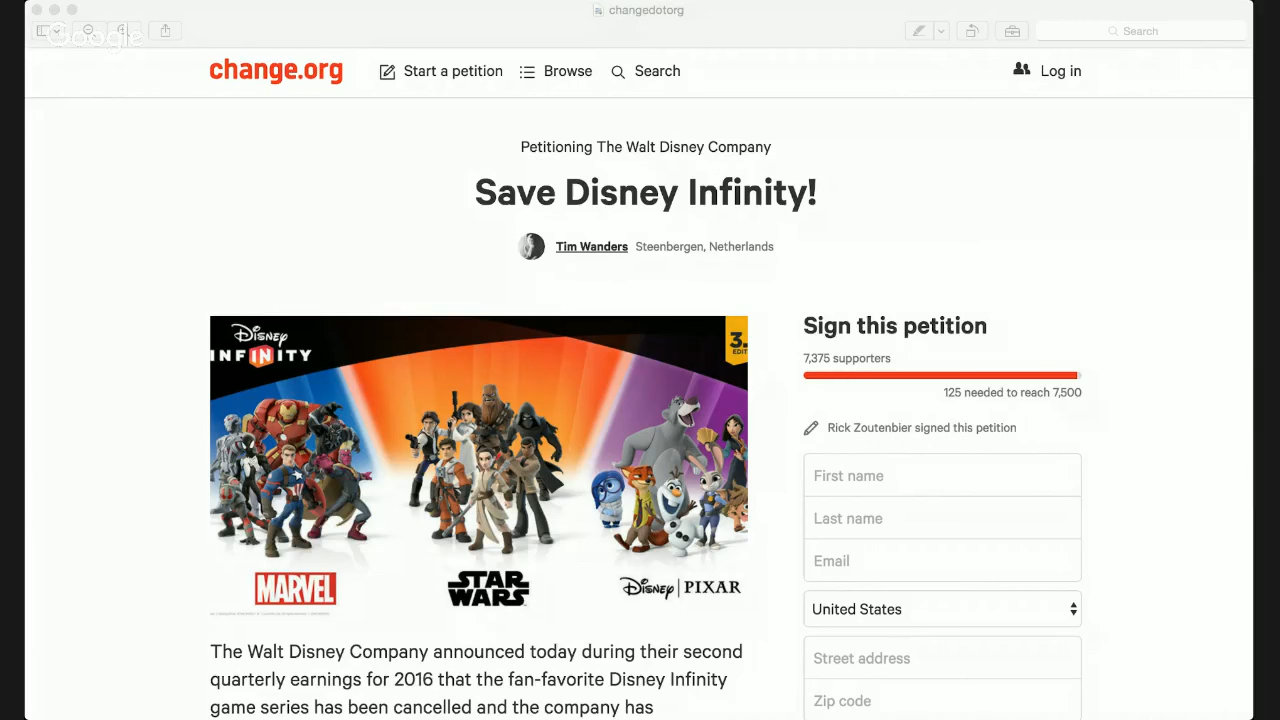 changedotorg
Google
Search
change.org
Start a petition
Browse
Search
Log in
Petitioning The Walt Disney Company
Save Disney Infinity!
Tim Wanders Steenbergen, Netherlands
Disney
INFINITY
3.
EDIT
MARVEL
STAR
WARS
Disney | PIXAR
The Walt Disney Company announced today during their second
quarterly earnings for 2016 that the fan-favorite Disney Infinity
game series has been cancelled and the company has
Sign this petition
7,375 supporters
125 needed to reach 7,500
Rick Zoutenbier signed this petition
First name
Last name
Email
United States
Street address
Zip code